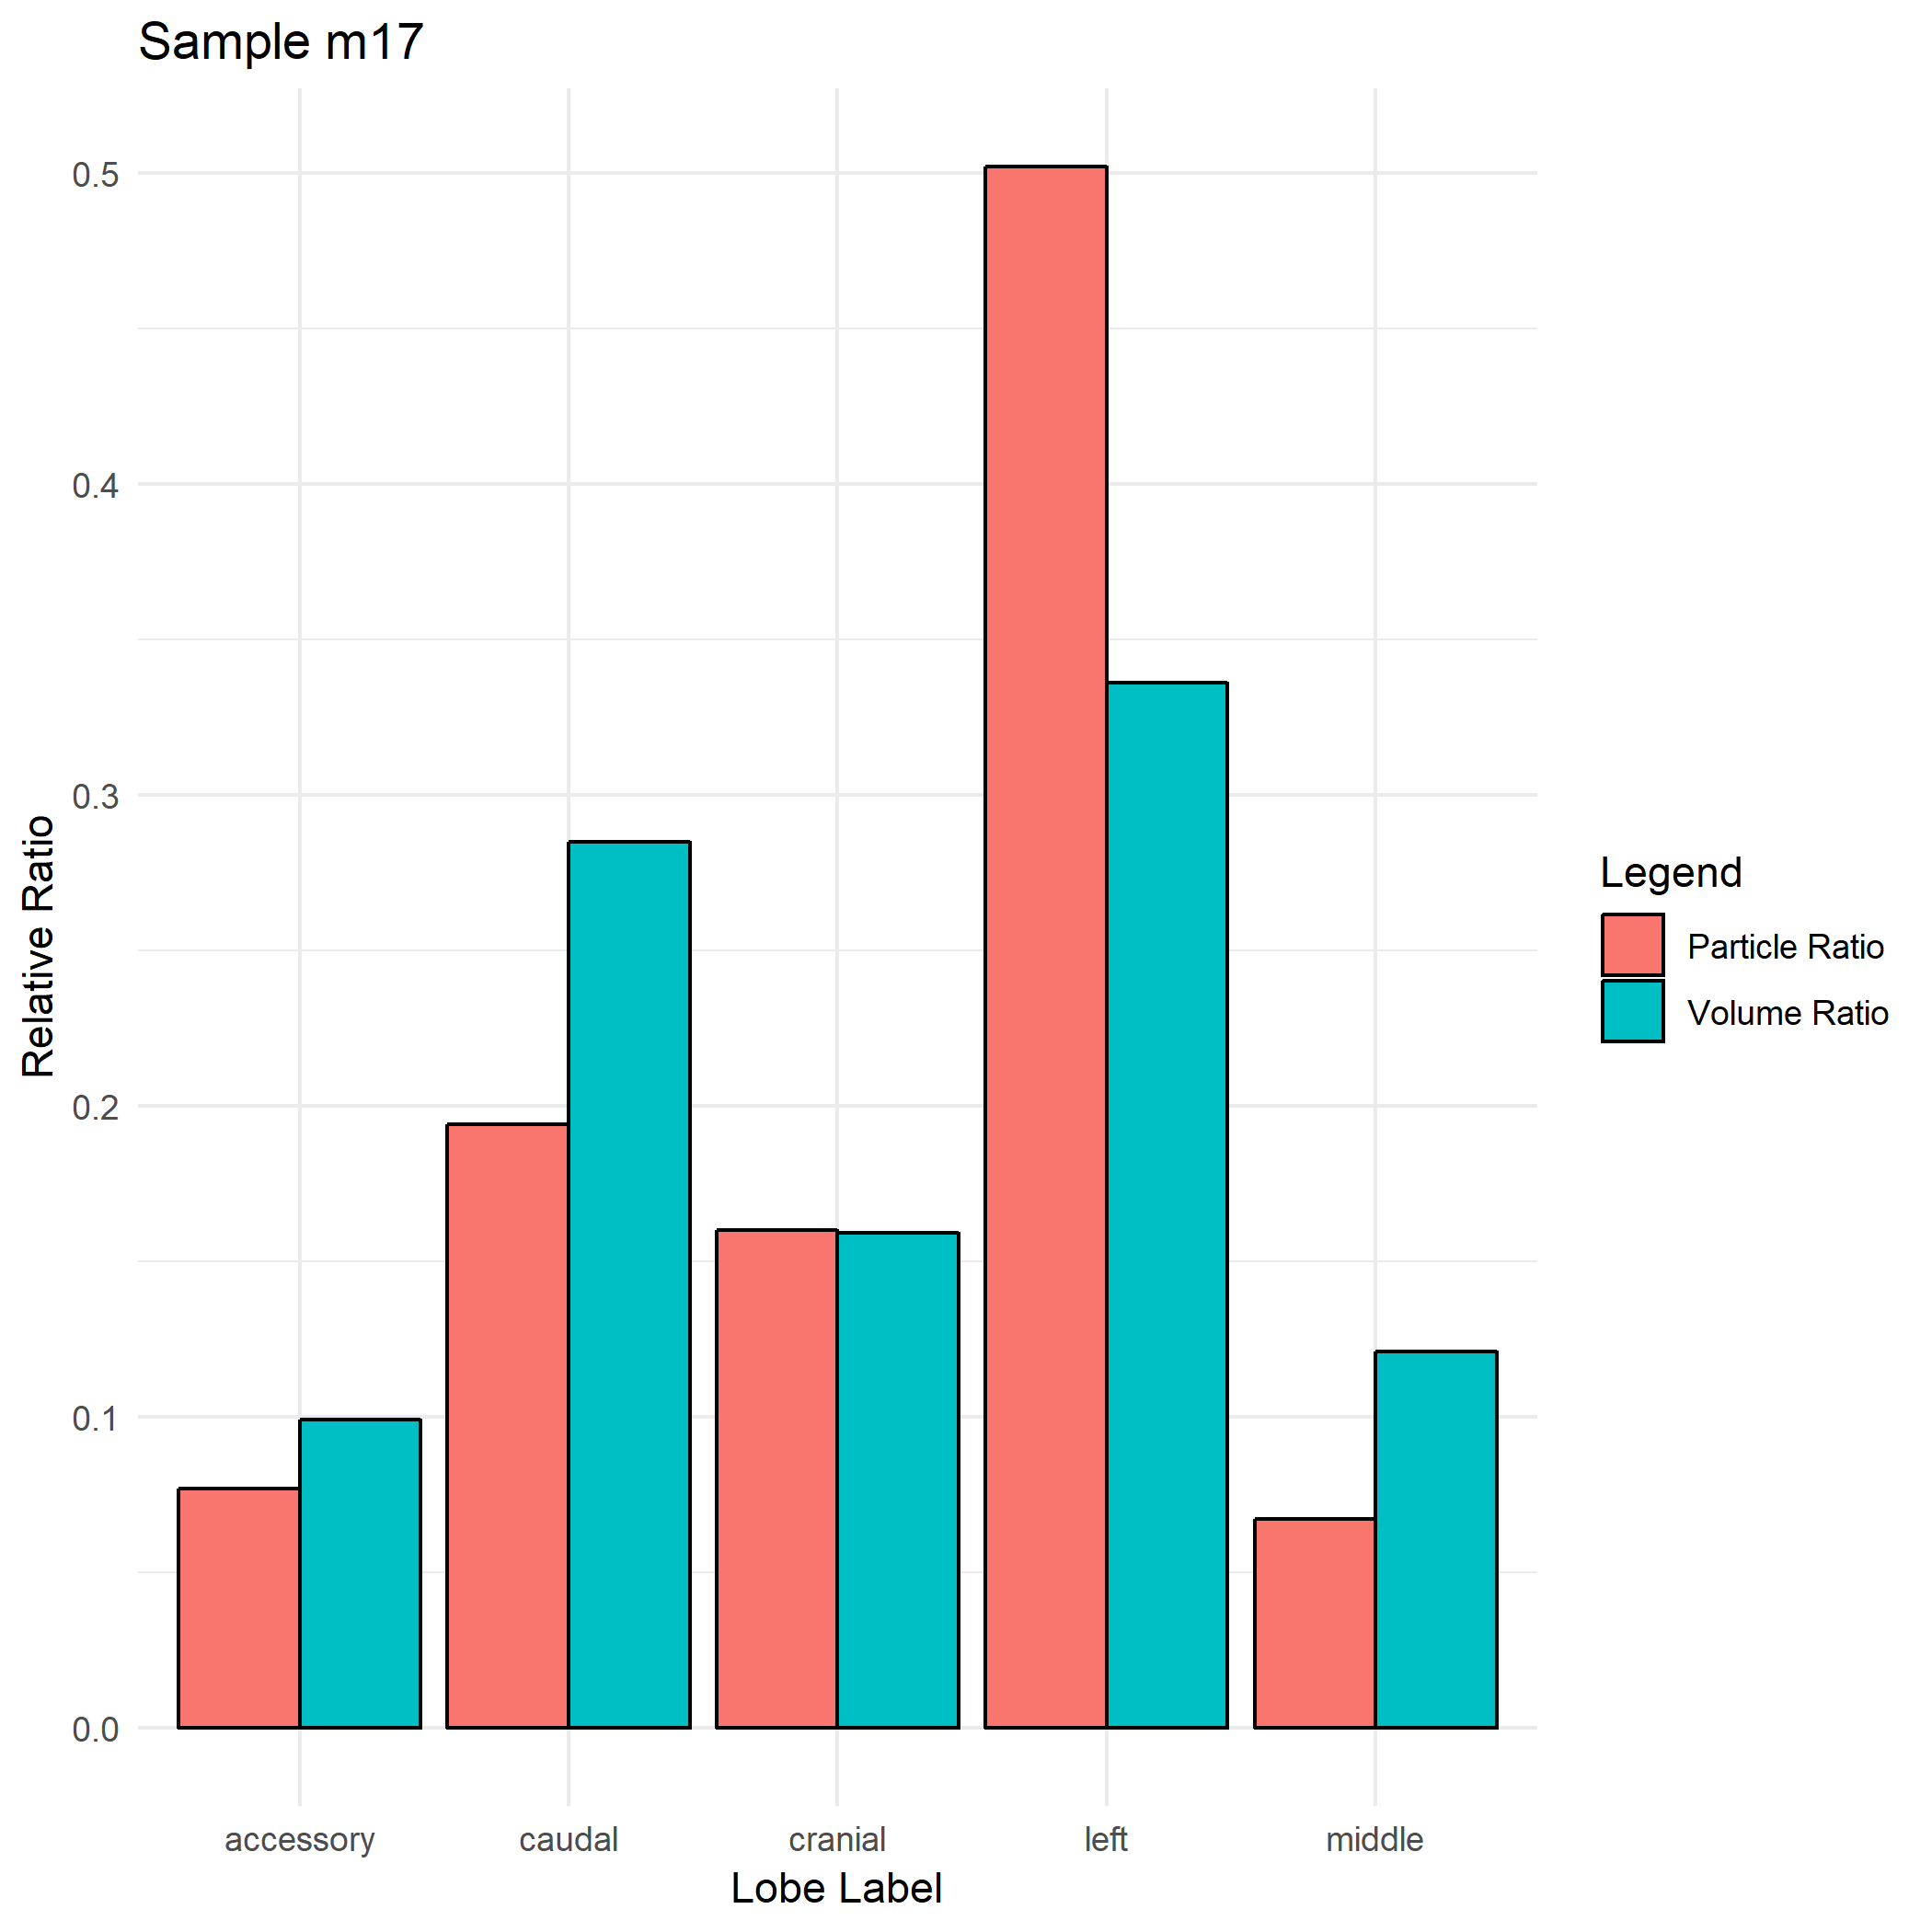 Sample m17
Relative Ratio
0.5
0.4
0.3
0.2
0.1
0.0
accessory caudal cranial left middle
Lobe Label
Legend
Particle Ratio
Volume Ratio